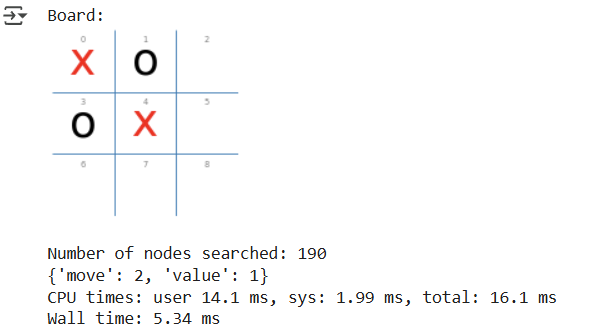 Board:
0 1 2
X O
3 4 5
O X
6 7 8
Number of nodes searched: 190
{'move': 2, 'value': 1}
CPU times: user 14.1 ms, sys: 1.99 ms, total: 16.1 ms
Wall time: 5.34 ms